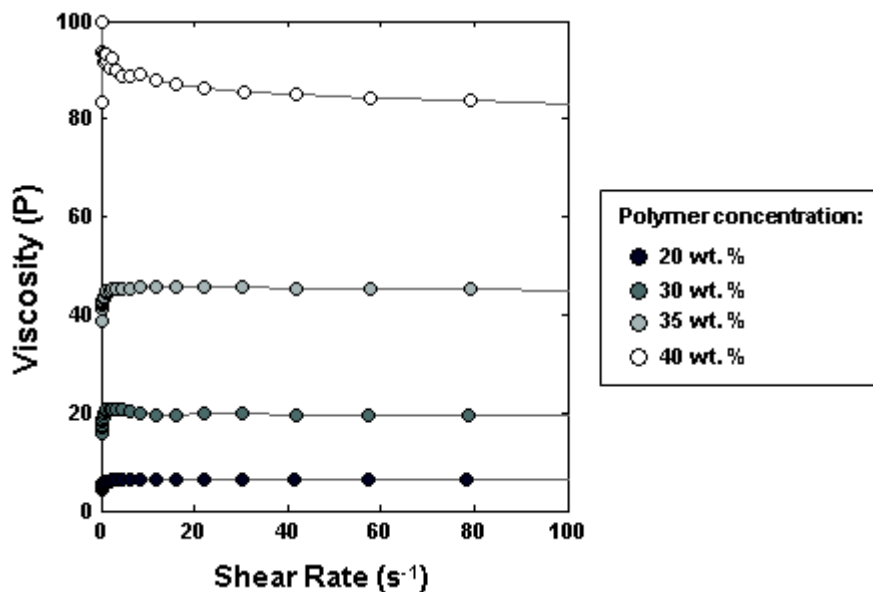 100
80
60
40
20
0
Viscosity (P)
0 20 40 60 80 100
Shear Rate (s⁻¹)
Polymer concentration:
20 wt. %
30 wt. %
35 wt. %
40 wt. %